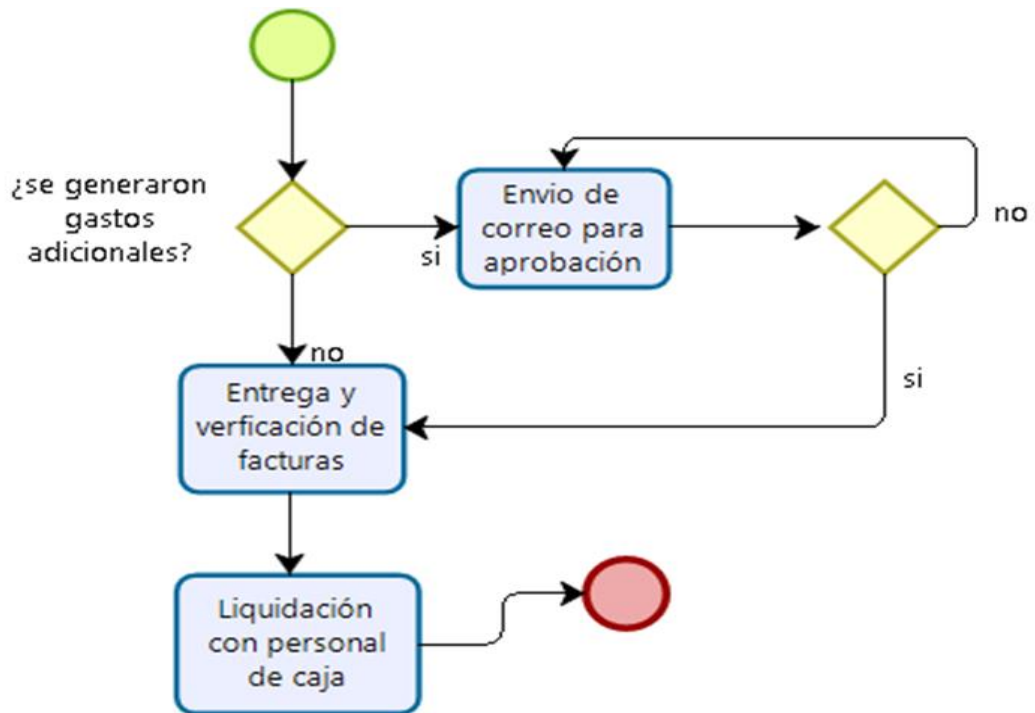 ¿se generaron
gastos
adicionales?
si
Envio de
correo para
aprobación
no
si
no
Entrega y
verficación de
facturas
Liquidación
con personal
de caja